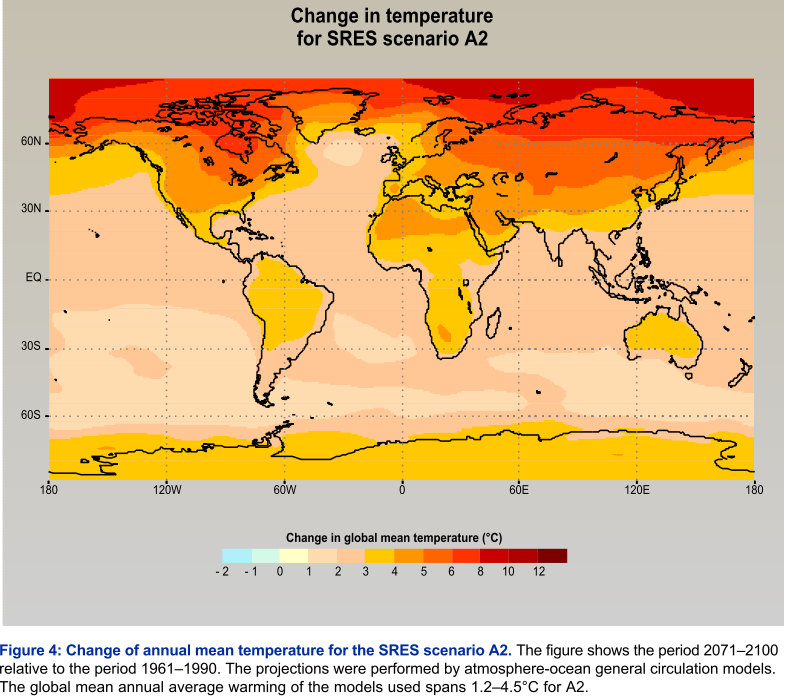 Change in temperature
for SRES scenario A2
60N
30N
EQ
30S
60S
180 120W 60W 0 60E 120E 180
Change in global mean temperature (°C)
- 2 - 1 0 1 2 3 4 5 6 8 10 12
Figure 4: Change of annual mean temperature for the SRES scenario A2. The figure shows the period 2071–2100
relative to the period 1961–1990. The projections were performed by atmosphere-ocean general circulation models.
The global mean annual average warming of the models used spans 1.2–4.5°C for A2.